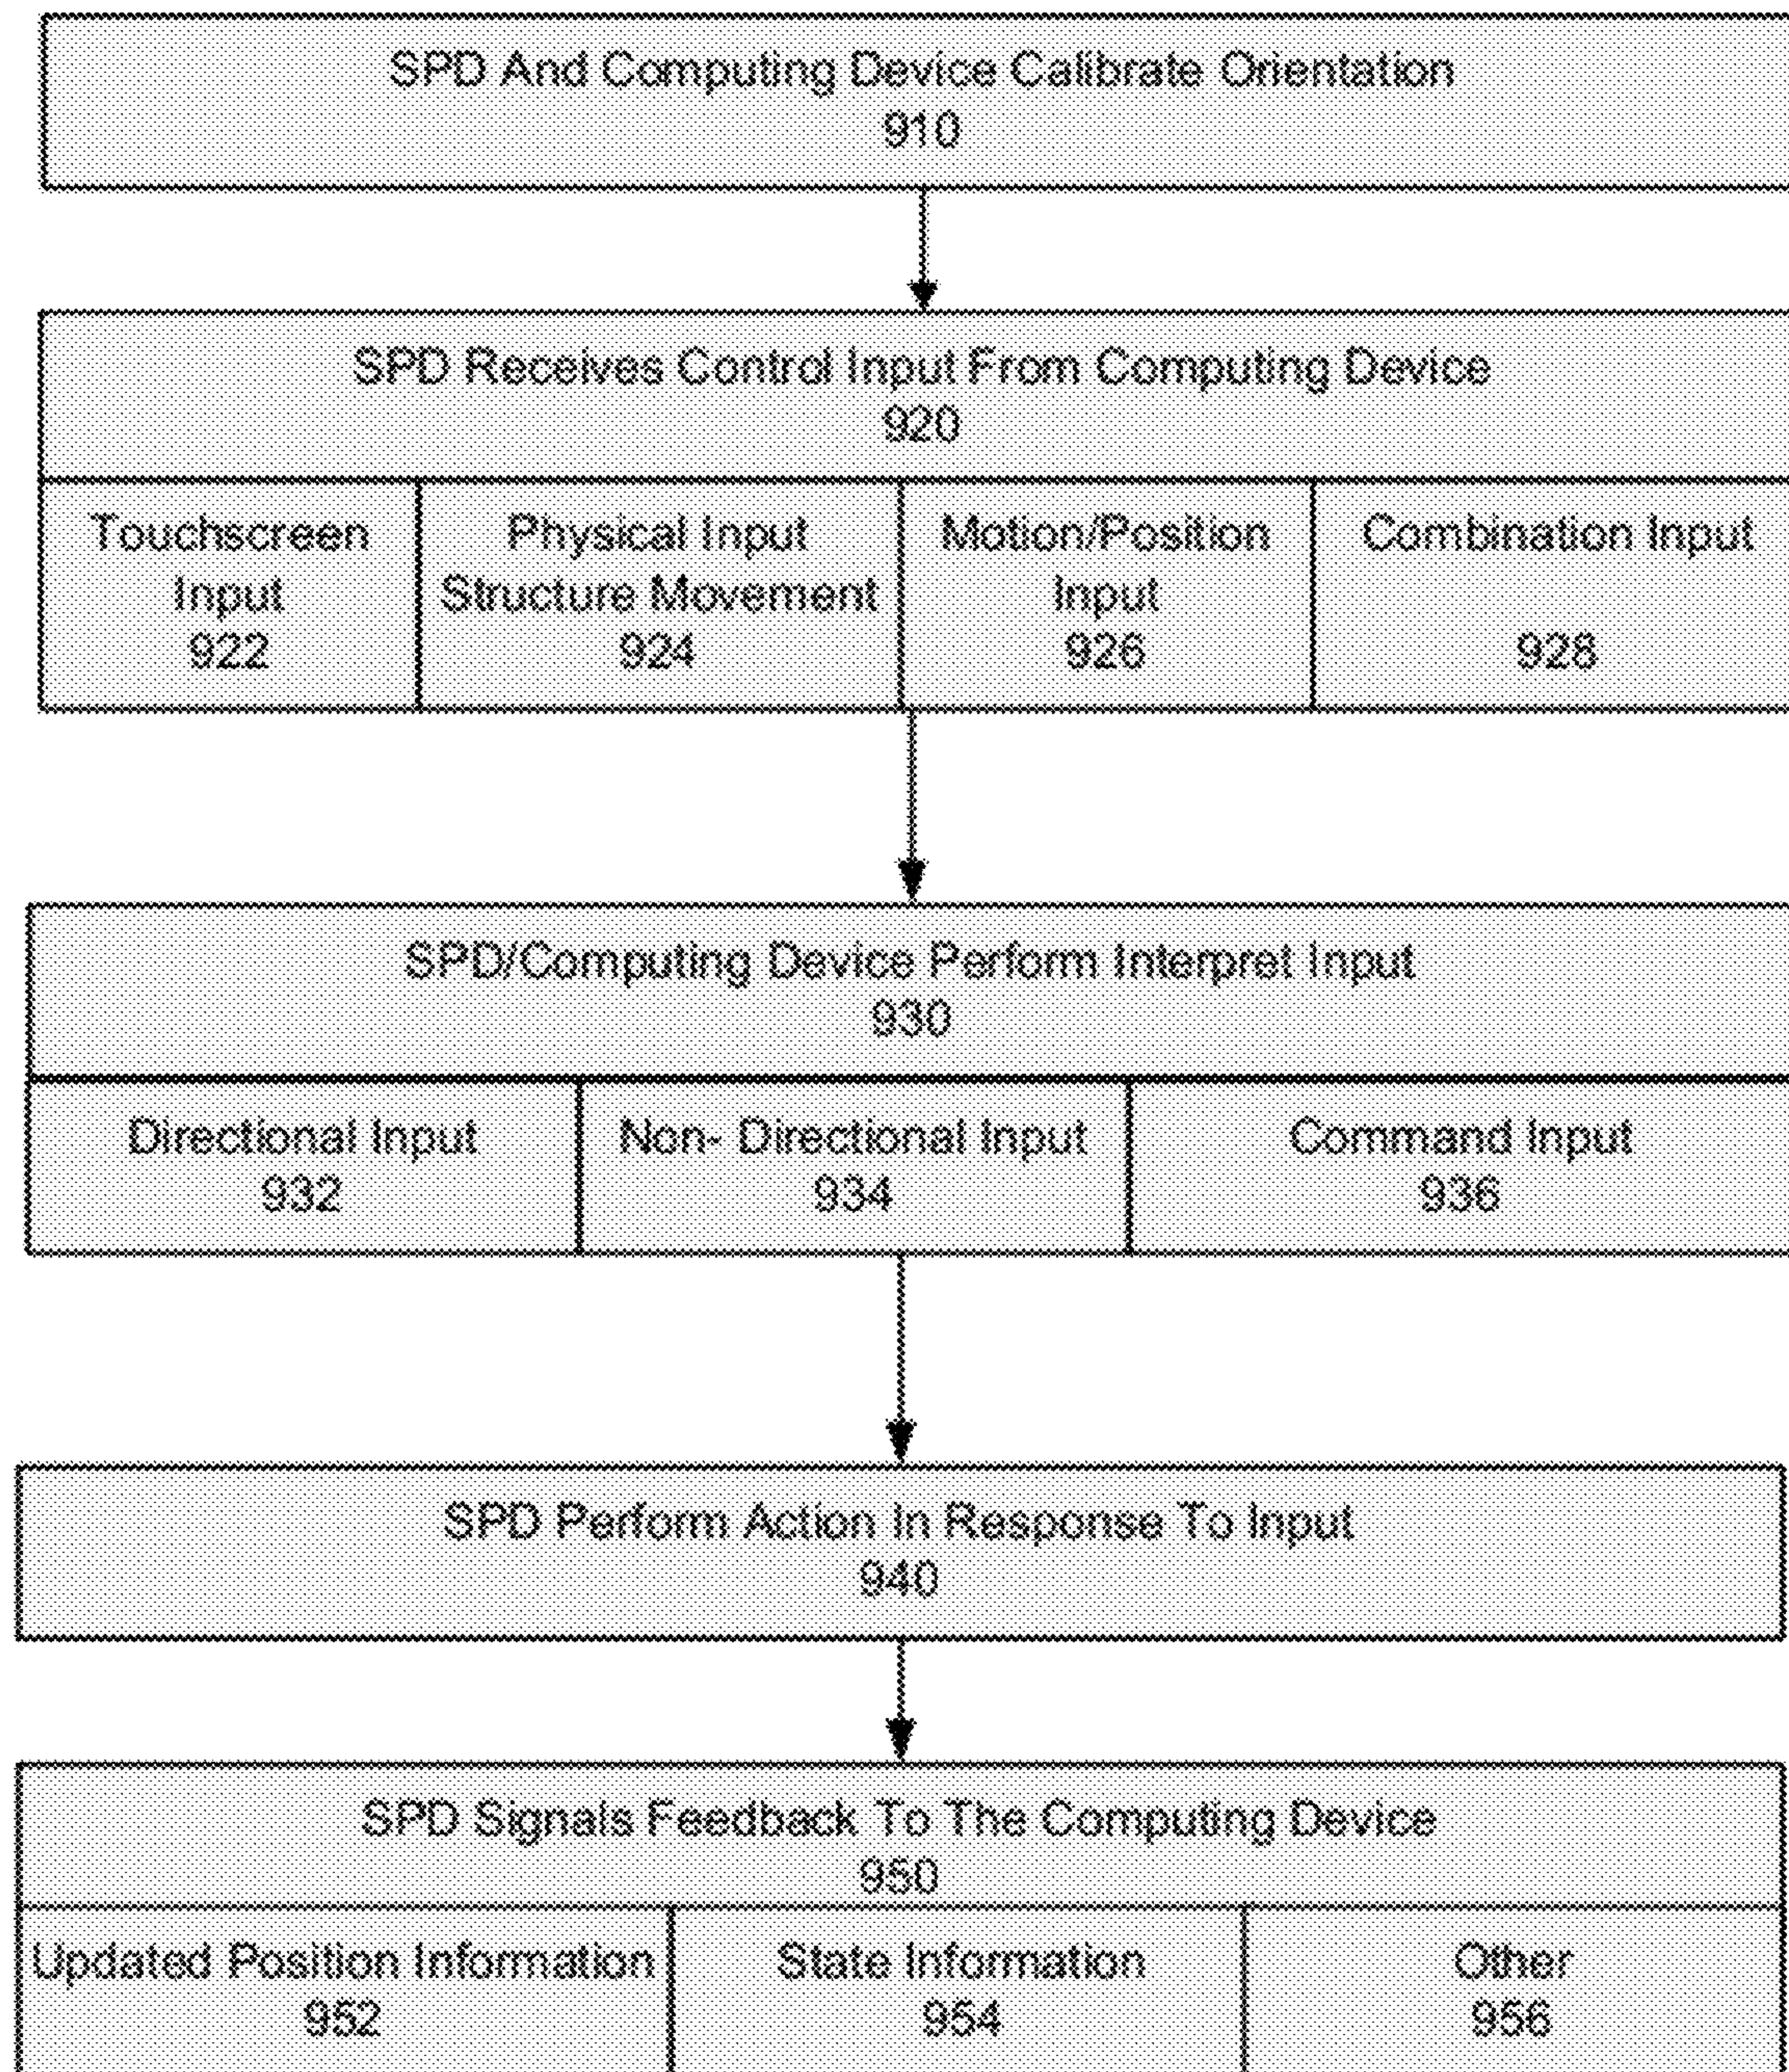 SPD And Computing Device Calibrate Orientation
910
SPD Receives Control Input From Computing Device
920
Touchscreen
Input
922
Physical Input
Structure Movement
924
Motion/Position
Input
926
Combination Input
928
SPD/Computing Device Perform Interpret Input
930
Directional Input
932
Non- Directional Input
934
Command Input
936
SPD Perform Action In Response To Input
940
SPD Signals Feedback To The Computing Device
950
Updated Position Information
952
State Information
954
Other
956